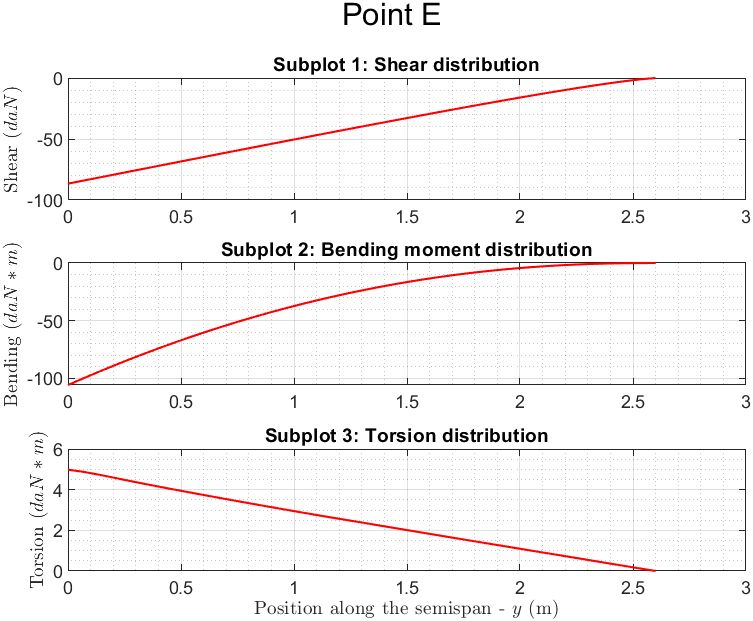 Point E
Subplot 1: Shear distribution
Shear (daN)
0
-50
-100
0 0.5 1 1.5 2 2.5 3
Subplot 2: Bending moment distribution
Bending (daN * m)
0
-50
-100
0 0.5 1 1.5 2 2.5 3
Subplot 3: Torsion distribution
Torsion (daN * m)
6
4
2
0
0 0.5 1 1.5 2 2.5 3
Position along the semispan - y (m)